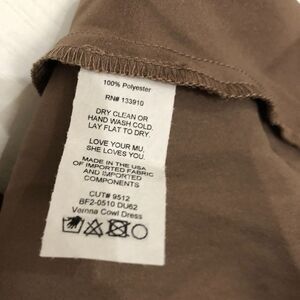 100% Polyester
RN# 133910
DRY CLEAN OR
HAND WASH COLD.
LAY FLAT TO DRY.
LOVE YOUR MU.
SHE LOVES YOU.
MADE IN THE USA
OF IMPORTED FABRIC
AND IMPORTED
COMPONENTS
CUT# 9512
BF2-0510 DU62
Verona Cowl Dress